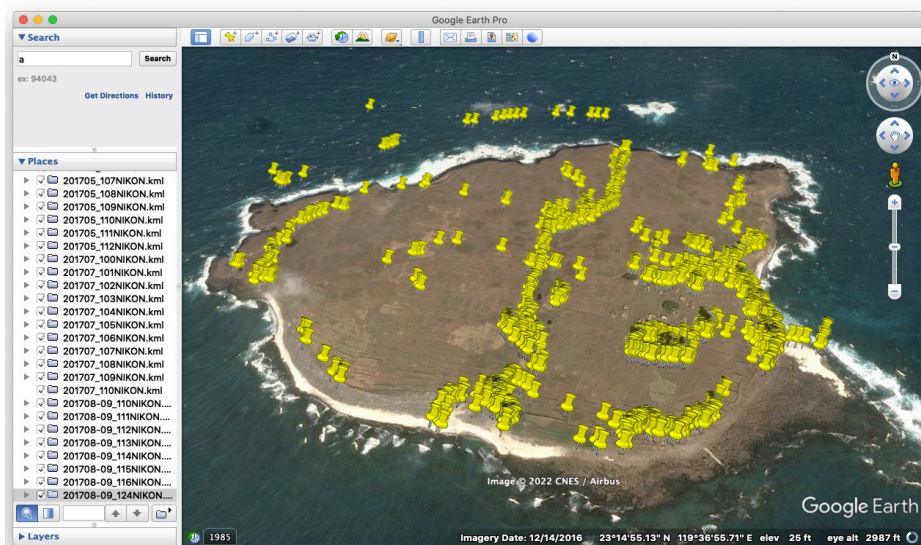 Google Earth Pro
▼ Search
a
Search
ex: 94043
Get Directions History
▼ Places
201705_107NIKON.kml
201705_108NIKON.kml
201705_109NIKON.kml
201705_110NIKON.kml
201705_111NIKON.kml
201705_112NIKON.kml
201707_100NIKON.kml
201707_101NIKON.kml
201707_102NIKON.kml
201707_103NIKON.kml
201707_104NIKON.kml
201707_105NIKON.kml
201707_106NIKON.kml
201707_107NIKON.kml
201707_108NIKON.kml
201707_109NIKON.kml
201707_110NIKON.kml
201708-09_110NIKON....
201708-09_111NIKON....
201708-09_112NIKON....
201708-09_113NIKON....
201708-09_114NIKON....
201708-09_115NIKON....
201708-09_116NIKON....
201708-09_124NIKON....
▶ Layers
N
Image © 2022 CNES / Airbus
Google Earth
1985
Imagery Date: 12/14/2016 23°14'55.13" N 119°36'55.71" E elev 25 ft eye alt 2987 ft